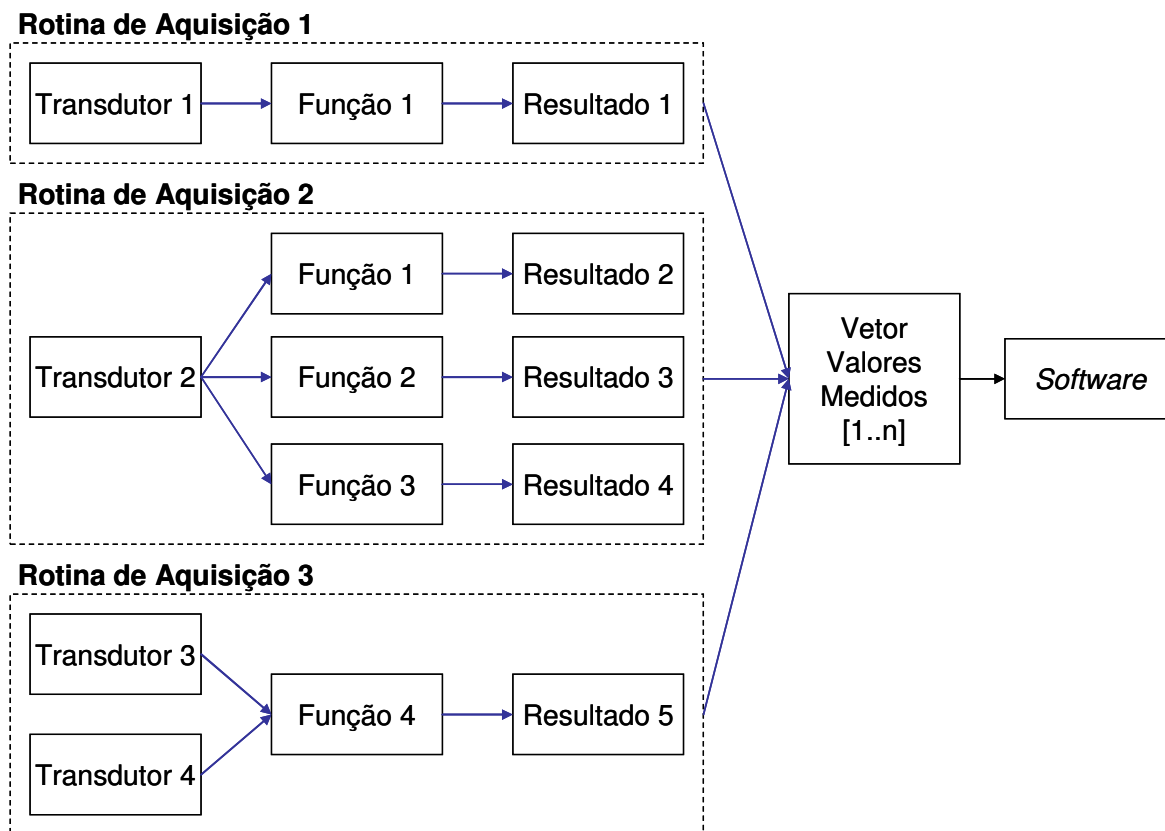 Rotina de Aquisição 1
Transdutor 1
Função 1
Resultado 1
Rotina de Aquisição 2
Função 1
Resultado 2
Transdutor 2
Função 2
Resultado 3
Função 3
Resultado 4
Vetor
Valores
Medidos
[1..n]
Software
Rotina de Aquisição 3
Transdutor 3
Transdutor 4
Função 4
Resultado 5